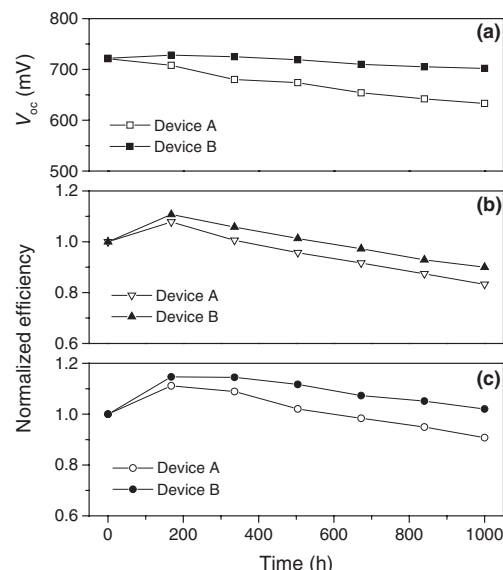 800
(a)
700
V_oc (mV)
600
Device A
Device B
500
1.2
(b)
1.0
0.8
Device A
Device B
0.6
Normalized efficiency
1.2
(c)
1.0
0.8
Device A
Device B
0.6
0 200 400 600 800 1000
Time (h)